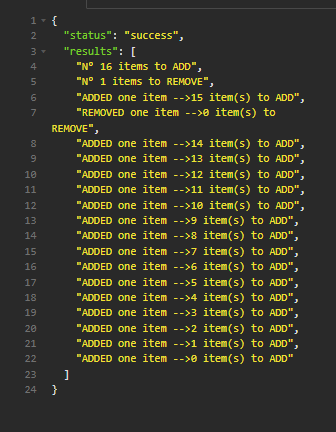 1 {
2 "status": "success",
3 "results": [
4 "Nº 16 items to ADD",
5 "Nº 1 items to REMOVE",
6 "ADDED one item -->15 item(s) to ADD",
7 "REMOVED one item -->0 item(s) to
REMOVE",
8 "ADDED one item -->14 item(s) to ADD",
9 "ADDED one item -->13 item(s) to ADD",
10 "ADDED one item -->12 item(s) to ADD",
11 "ADDED one item -->11 item(s) to ADD",
12 "ADDED one item -->10 item(s) to ADD",
13 "ADDED one item -->9 item(s) to ADD",
14 "ADDED one item -->8 item(s) to ADD",
15 "ADDED one item -->7 item(s) to ADD",
16 "ADDED one item -->6 item(s) to ADD",
17 "ADDED one item -->5 item(s) to ADD",
18 "ADDED one item -->4 item(s) to ADD",
19 "ADDED one item -->3 item(s) to ADD",
20 "ADDED one item -->2 item(s) to ADD",
21 "ADDED one item -->1 item(s) to ADD",
22 "ADDED one item -->0 item(s) to ADD"
23 ]
24 }